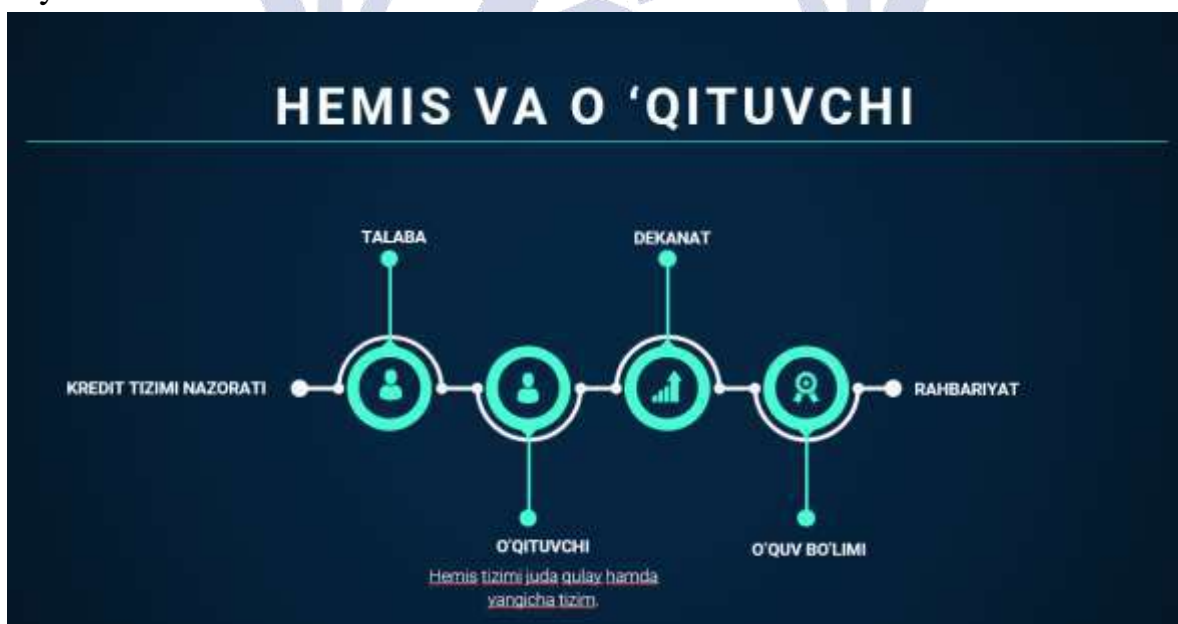 HEMIS VA O ‘QITUVCHI
TALABA
DEKANAT
KREDIT TIZIMI NAZORATI
RAHBARIYAT
O'QITUVCHI
O'QUV BO'LIMI
Hemis tizimi juda qulay hamda
yangicha tizim.